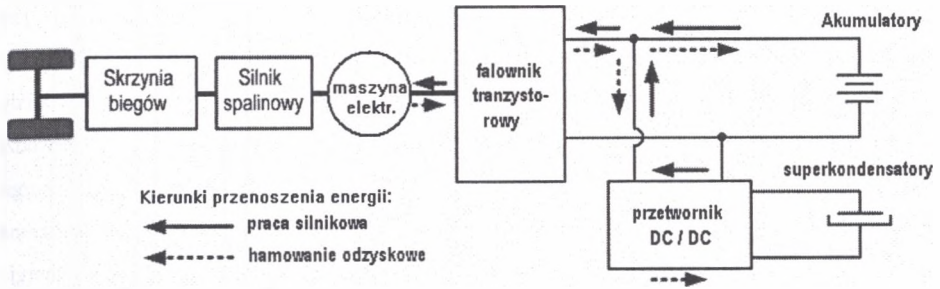 Skrzynia
biegów
Silnik
spalinowy
maszyna
elektr.
falownik
tranzysto-
rowy
Akumulatory
superkondensatory
przetwornik
DC / DC
Kierunki przenoszenia energii:
praca silnikowa
hamowanie odzyskowe